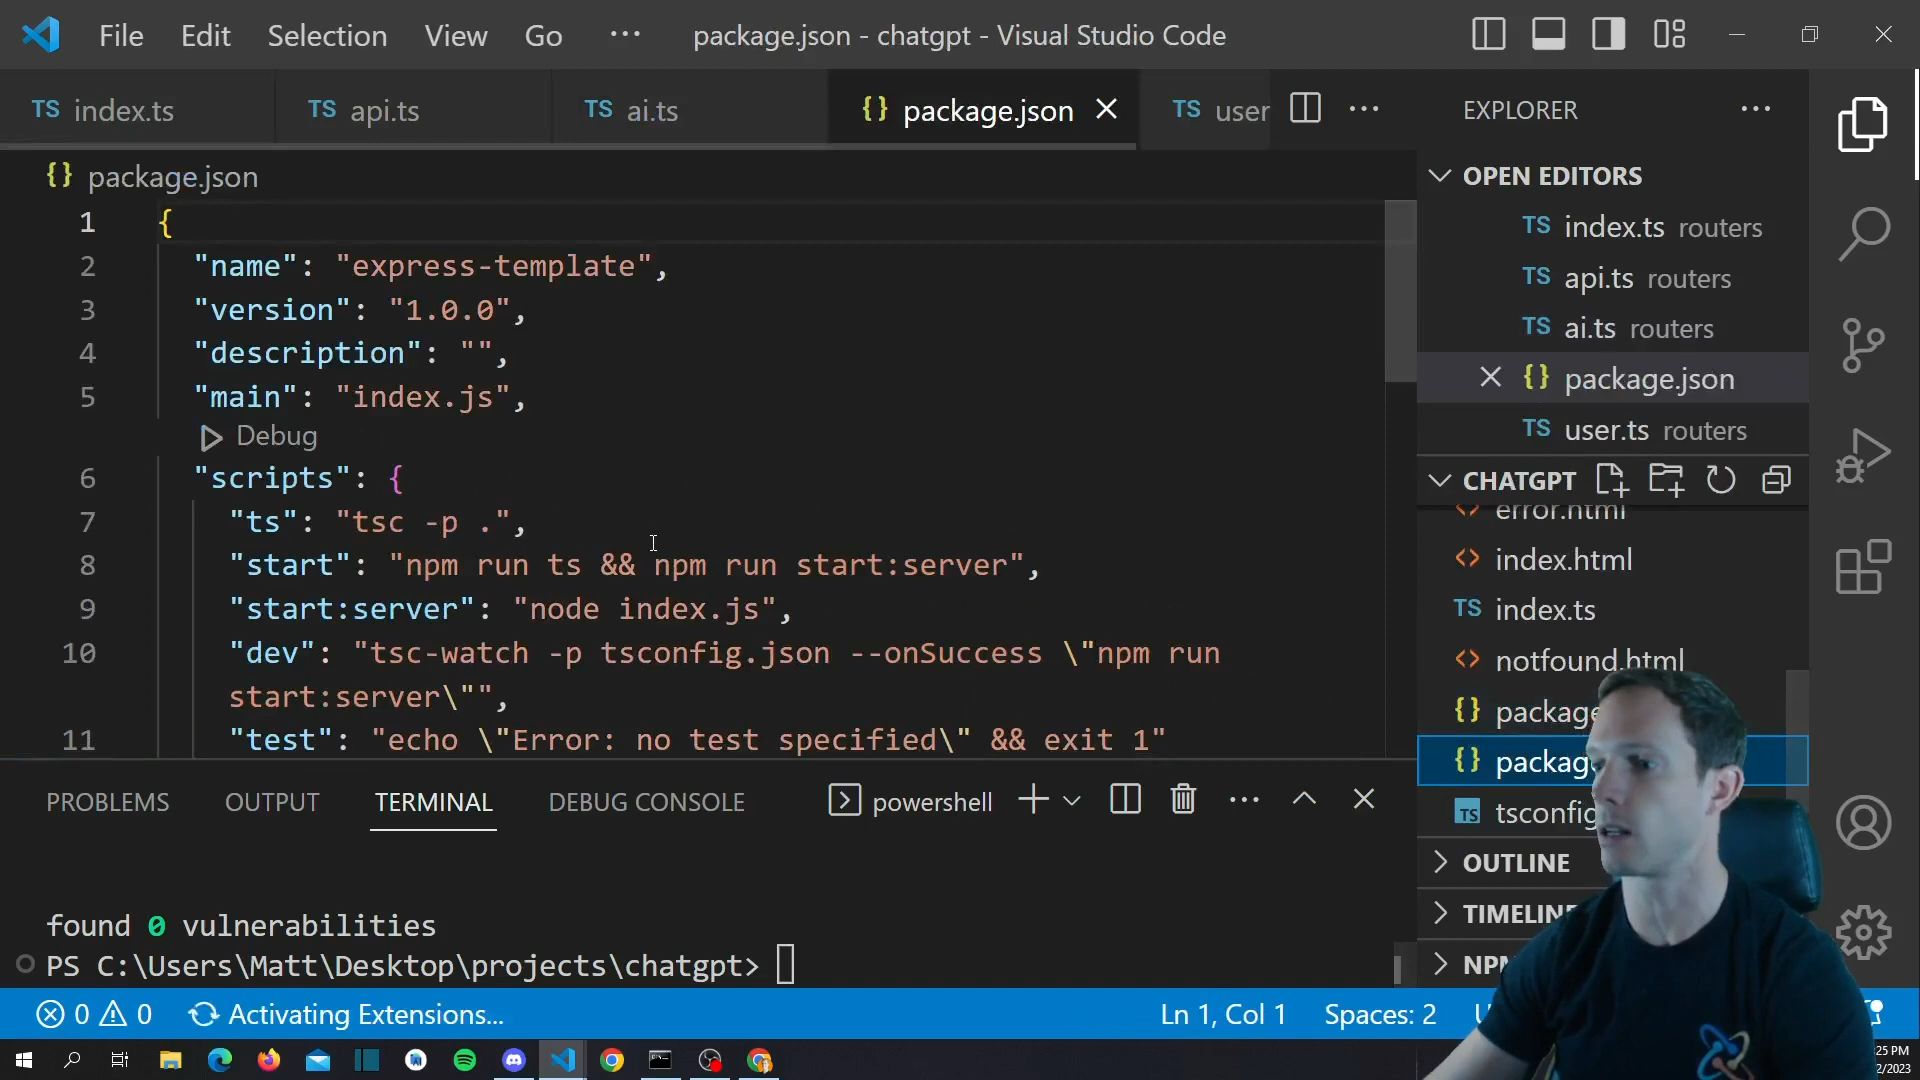 File Edit Selection View Go ··· package.json - chatgpt - Visual Studio Code
TS index.ts TS api.ts TS ai.ts {} package.json TS user ···
{} package.json
1 {
2 "name": "express-template",
3 "version": "1.0.0",
4 "description": "",
5 "main": "index.js",
Debug
6 "scripts": {
7 "ts": "tsc -p .",
8 "start": "npm run ts && npm run start:server",
9 "start:server": "node index.js",
10 "dev": "tsc-watch -p tsconfig.json --onSuccess \"npm run
start:server\"",
11 "test": "echo \"Error: no test specified\" && exit 1"
PROBLEMS OUTPUT TERMINAL DEBUG CONSOLE powershell ···
found 0 vulnerabilities
PS C:\Users\Matt\Desktop\projects\chatgpt>
EXPLORER ···
OPEN EDITORS
TS index.ts routers
TS api.ts routers
TS ai.ts routers
{} package.json
TS user.ts routers
CHATGPT
error.html
index.html
TS index.ts
notfound.html
{} package
{} packag
TS tsconfig
OUTLINE
TIMELINE
NPM
0 0 Activating Extensions... Ln 1, Col 1 Spaces: 2
25 PM
2/2023